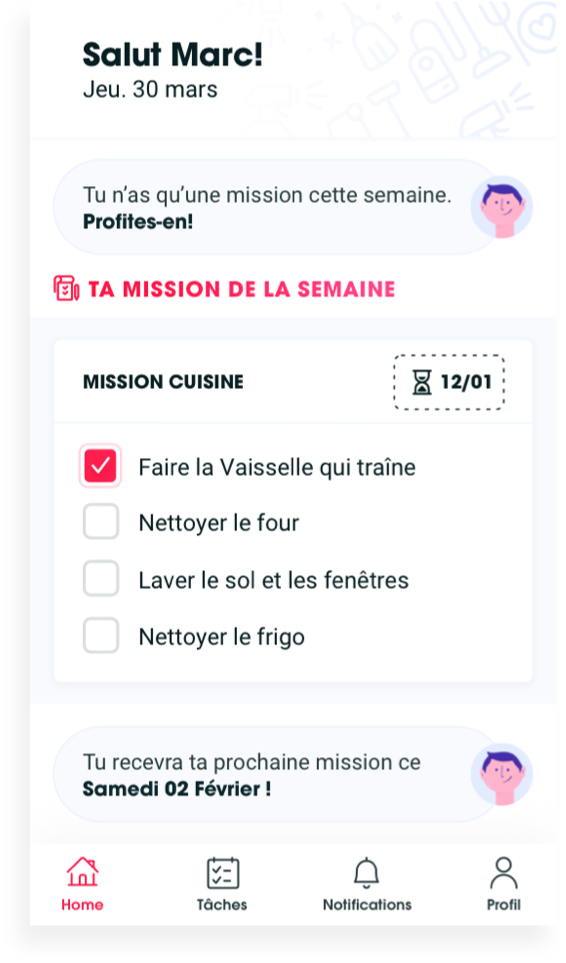 Salut Marc!
Jeu. 30 mars
Tu n’as qu’une mission cette semaine.
Profites-en!
TA MISSION DE LA SEMAINE
MISSION CUISINE
12/01
Faire la Vaisselle qui traîne
Nettoyer le four
Laver le sol et les fenêtres
Nettoyer le frigo
Tu recevra ta prochaine mission ce
Samedi 02 Février !
Home
Tâches
Notifications
Profil